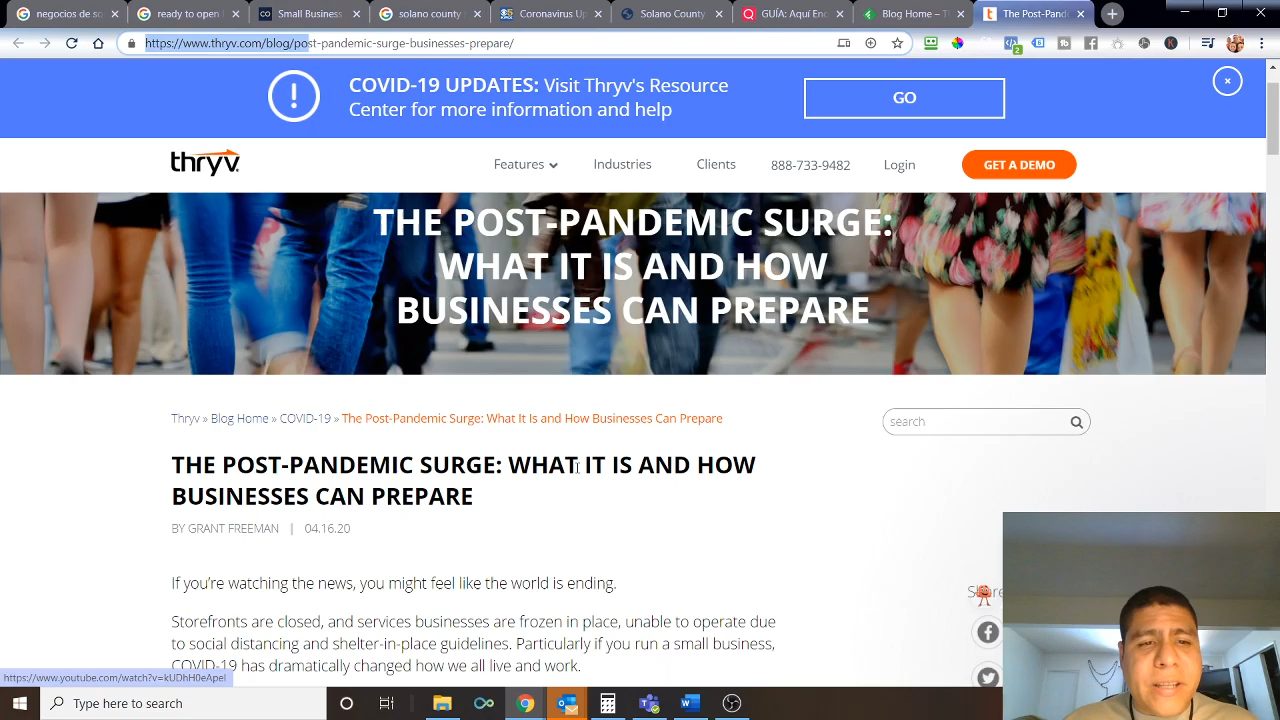 negocios de so
ready to open l
Small Business
solano county r
Coronavirus Up
Solano County
GUÍA: Aquí Enc
Blog Home – T
The Post-Pand
https://www.thryv.com/blog/post-pandemic-surge-businesses-prepare/
COVID-19 UPDATES: Visit Thryv's Resource
Center for more information and help
GO
thryv
Features
Industries
Clients
888-733-9482
Login
GET A DEMO
THE POST-PANDEMIC SURGE:
WHAT IT IS AND HOW
BUSINESSES CAN PREPARE
Thryv » Blog Home » COVID-19 » The Post-Pandemic Surge: What It Is and How Businesses Can Prepare
search
THE POST-PANDEMIC SURGE: WHAT IT IS AND HOW
BUSINESSES CAN PREPARE
BY GRANT FREEMAN | 04.16.20
If you're watching the news, you might feel like the world is ending.
Share
Storefronts are closed, and services businesses are frozen in place, unable to operate due
to social distancing and shelter-in-place guidelines. Particularly if you run a small business,
COVID-19 has dramatically changed how we all live and work.
https://www.youtube.com/watch?v=kUDhH0eApeI
Type here to search